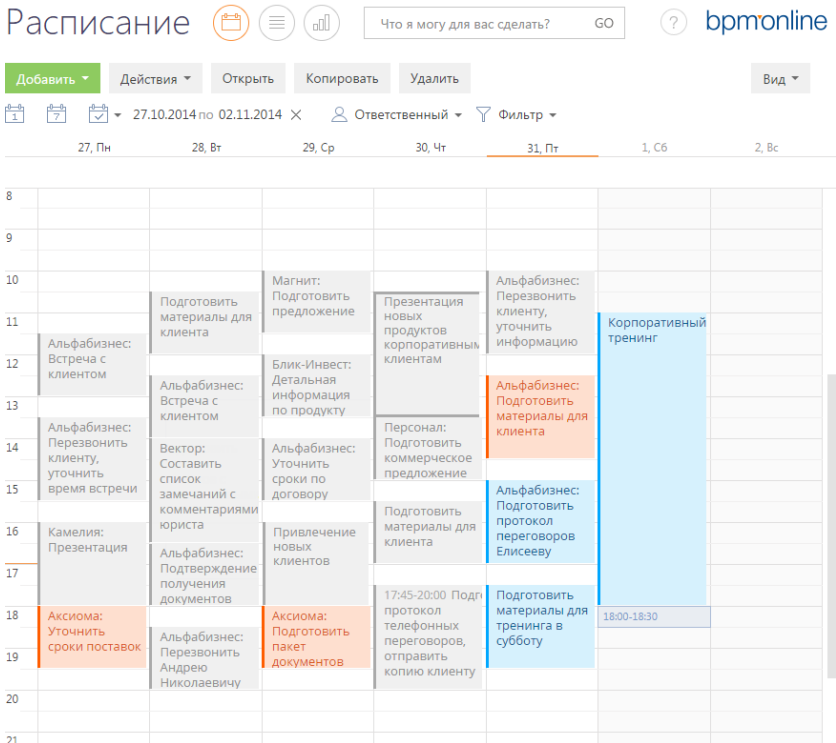 Расписание
Что я могу для вас сделать? GO
?
bpmonline
Добавить Действия Открыть Копировать Удалить Вид
1 7 27.10.2014 по 02.11.2014 Ответственный Фильтр
27, Пн 28, Вт 29, Ср 30, Чт 31, Пт 1, Сб 2, Вс
8
9
10
11
12
13
14
15
16
17
18
19
20
21
Альфабизнес:
Встреча с
клиентом
Альфабизнес:
Перезвонить
клиенту,
уточнить
время встречи
Камелия:
Презентация
Аксиома:
Уточнить
сроки поставок
Подготовить
материалы для
клиента
Альфабизнес:
Встреча с
клиентом
Вектор:
Составить
список
замечаний с
комментариями
юриста
Альфабизнес:
Подтверждение
получения
документов
Альфабизнес:
Перезвонить
Андрею
Николаевичу
Магнит:
Подготовить
предложение
Блик-Инвест:
Детальная
информация
по продукту
Альфабизнес:
Уточнить
сроки по
договору
Привлечение
новых
клиентов
Аксиома:
Подготовить
пакет
документов
Презентация
новых
продуктов
корпоративным
клиентам
Персонал:
Подготовить
коммерческое
предложение
Подготовить
материалы для
клиента
17:45-20:00 Подго
протокол
телефонных
переговоров,
отправить
копию клиенту
Альфабизнес:
Перезвонить
клиенту,
уточнить
информацию
Альфабизнес:
Подготовить
материалы для
клиента
Альфабизнес:
Подготовить
протокол
переговоров
Елисееву
Подготовить
материалы для
тренинга в
субботу
Корпоративный
тренинг
18:00-18:30